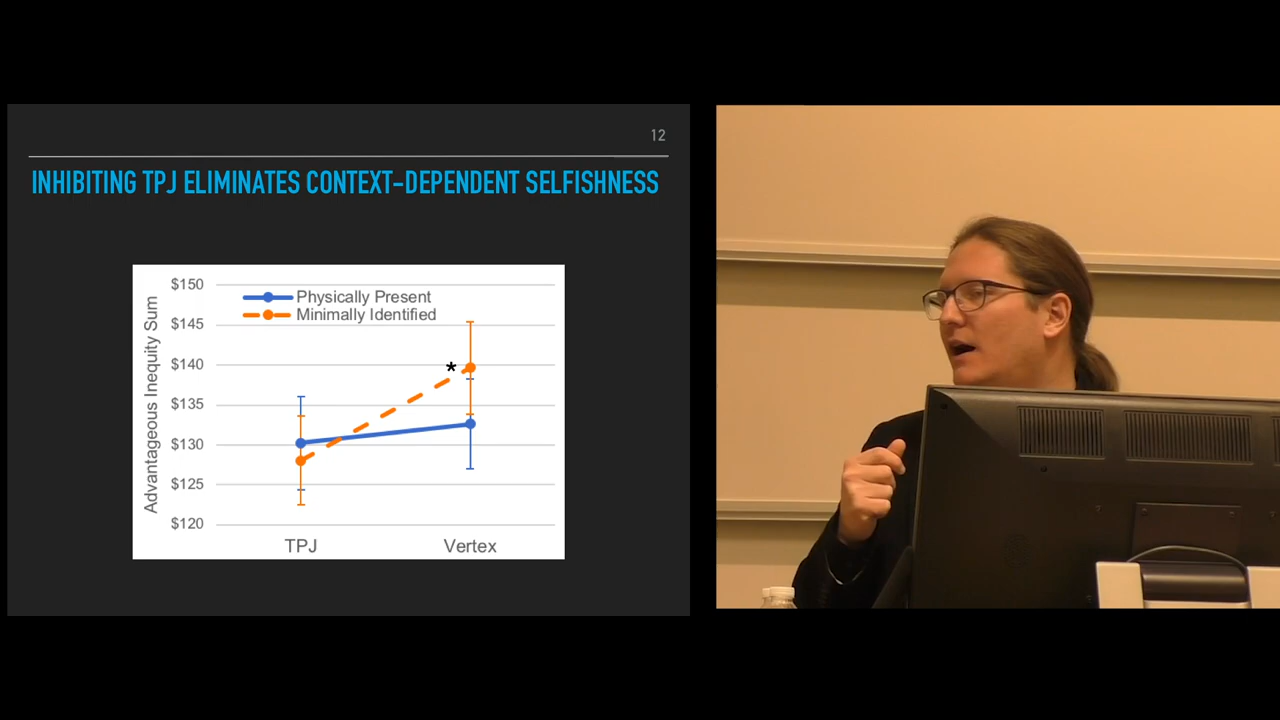 12
INHIBITING TPJ ELIMINATES CONTEXT-DEPENDENT SELFISHNESS
$150
$145
$140
$135
$130
$125
$120
Advantageous Inequity Sum
Physically Present
Minimally Identified
*
TPJ
Vertex